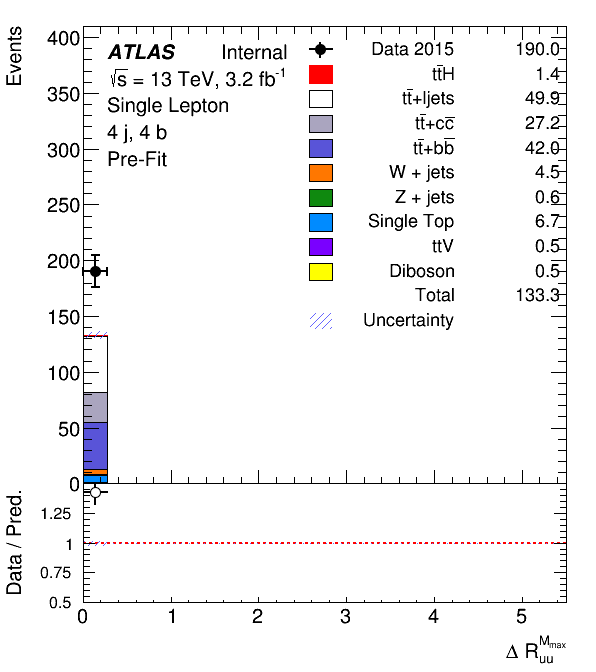 Events
400
350
300
250
200
150
100
50
0
ATLAS Internal
√s = 13 TeV, 3.2 fb⁻¹
Single Lepton
4 j, 4 b
Pre-Fit
Data 2015 190.0
tt̄H 1.4
tt̄+ljets 49.9
tt̄+cc̄ 27.2
tt̄+bb̄ 42.0
W + jets 4.5
Z + jets 0.6
Single Top 6.7
ttV 0.5
Diboson 0.5
Total 133.3
Uncertainty
Data / Pred.
1.25
1
0.75
0.5
0 1 2 3 4 5
Δ R_uu^M_max